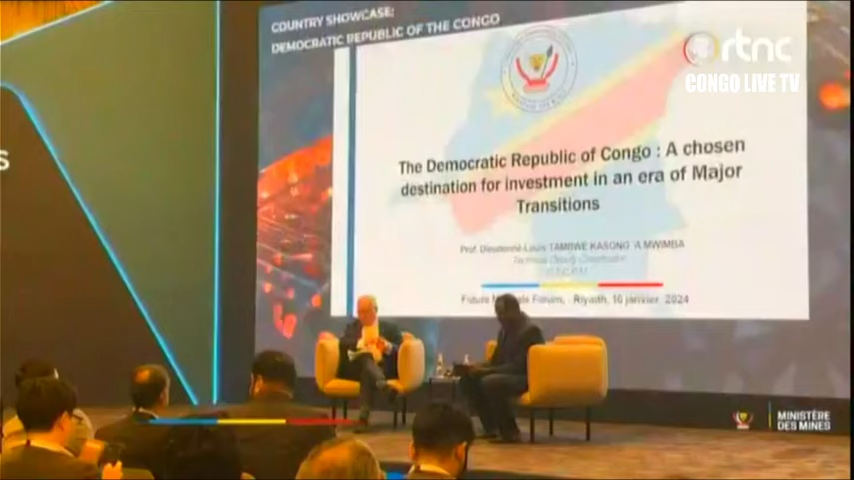 COUNTRY SHOWCASE:
DEMOCRATIC REPUBLIC OF THE CONGO
rtnc
CONGO LIVE TV
S
The Democratic Republic of Congo : A chosen
destination for investment in an era of Major
Transitions
Prof. Dieudonné-Louis TAMBWE KASONG 'A MWIMBA
Future Forum, Riyadh, 10 janvier, 2024
MINISTÈRE
DES MINES